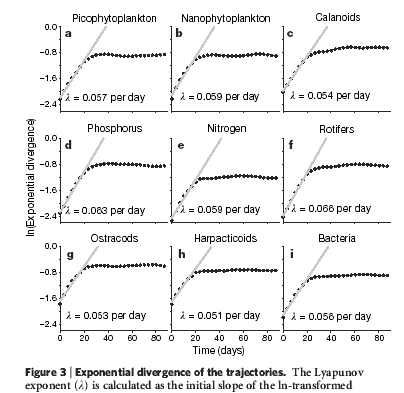 Picophytoplankton Nanophytoplankton Calanoids
0.0 a b c
−0.8
−1.6
−2.4 λ = 0.057 per day λ = 0.059 per day λ = 0.054 per day
Phosphorus Nitrogen Rotifers
0.0 d e f
−0.8
−1.6
−2.4 λ = 0.063 per day λ = 0.059 per day λ = 0.066 per day
Ostracods Harpacticoids Bacteria
0.0 g h i
−0.8
−1.6
−2.4 λ = 0.053 per day λ = 0.051 per day λ = 0.056 per day
ln(Exponential divergence)
0 20 40 60 80 0 20 40 60 80 0 20 40 60 80
Time (days)
Figure 3 | Exponential divergence of the trajectories. The Lyapunov
exponent (λ) is calculated as the initial slope of the ln-transformed